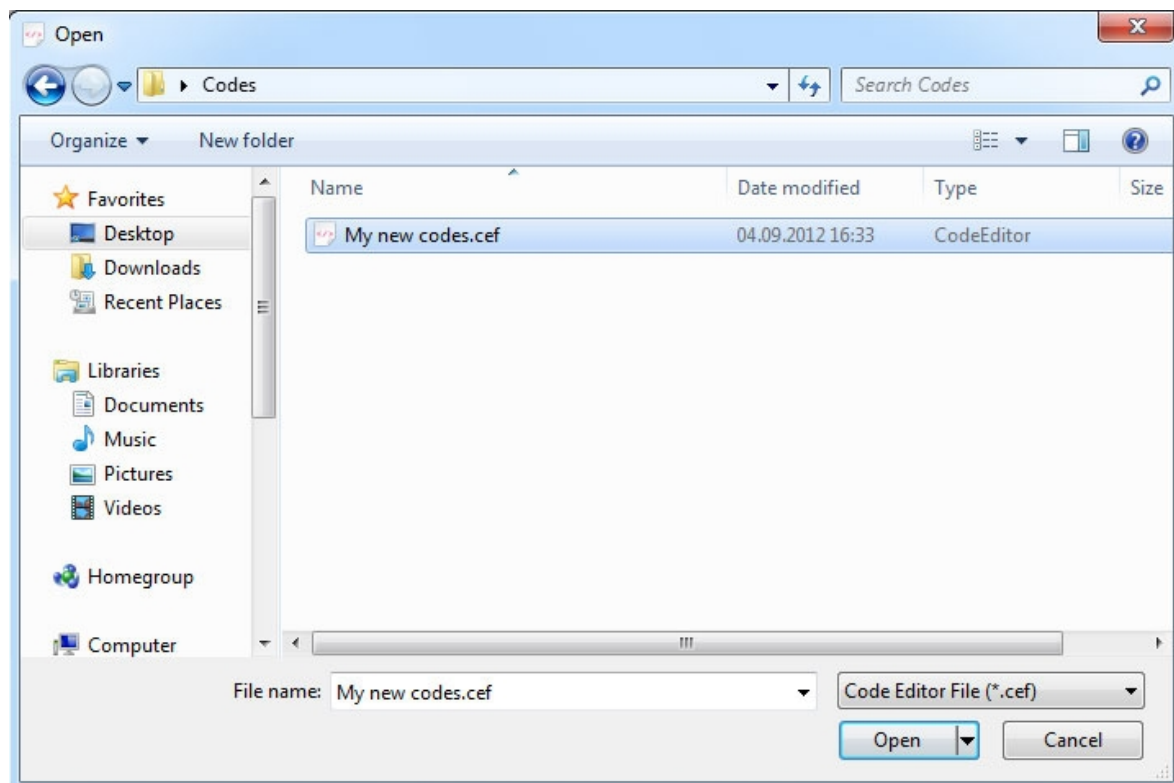 Open
Codes
Search Codes
Organize New folder
Name Date modified Type Size
My new codes.cef 04.09.2012 16:33 CodeEditor
Favorites
Desktop
Downloads
Recent Places
Libraries
Documents
Music
Pictures
Videos
Homegroup
Computer
File name: My new codes.cef Code Editor File (*.cef)
Open Cancel